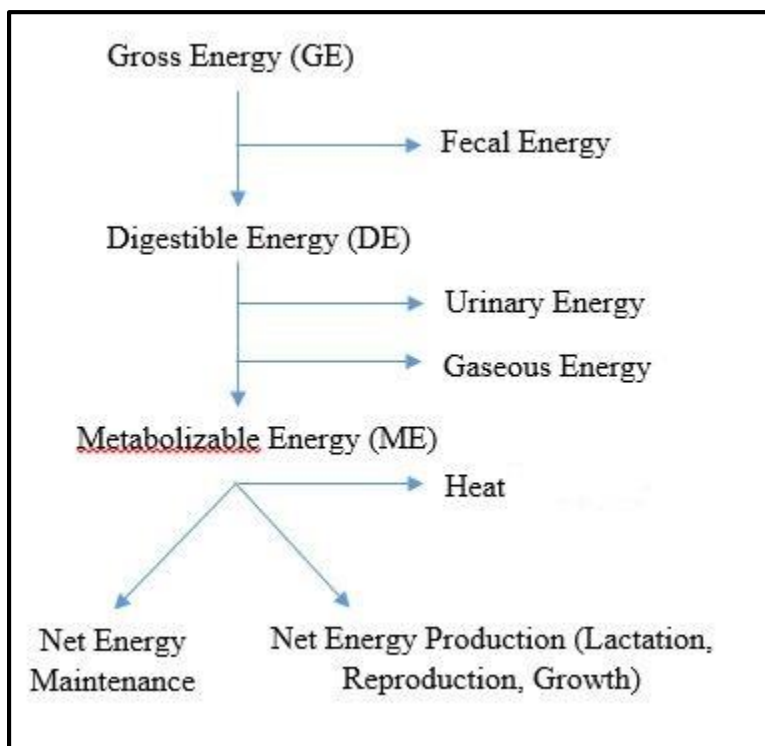 Gross Energy (GE)
Fecal Energy
Digestible Energy (DE)
Urinary Energy
Gaseous Energy
Metabolizable Energy (ME)
Heat
Net Energy
Maintenance
Net Energy Production (Lactation,
Reproduction, Growth)